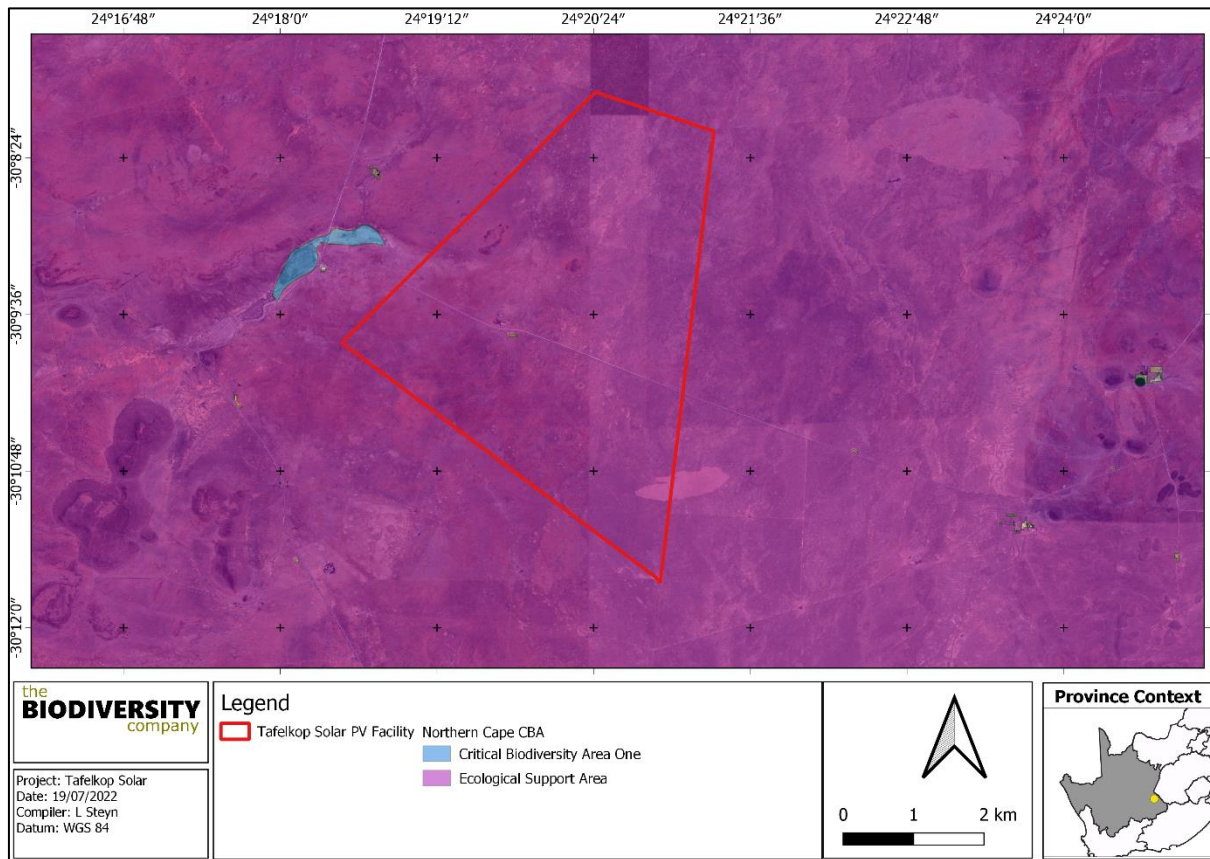 24°16′48″ 24°18′0″ 24°19′12″ 24°20′24″ 24°21′36″ 24°22′48″ 24°24′0″
-30°8′24″
-30°9′36″
-30°10′48″
-30°12′0″
the
BIODIVERSITY
company
Project: Tafelkop Solar
Date: 19/07/2022
Compiler: L Steyn
Datum: WGS 84
Legend
Tafelkop Solar PV Facility
Northern Cape CBA
Critical Biodiversity Area One
Ecological Support Area
0 1 2 km
Province Context